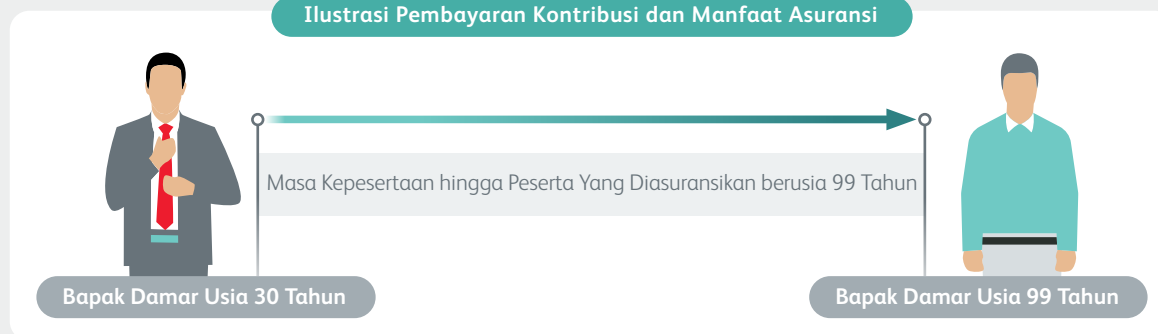 Ilustrasi Pembayaran Kontribusi dan Manfaat Asuransi
Masa Kepesertaan hingga Peserta Yang Diasuransikan berusia 99 Tahun
Bapak Damar Usia 30 Tahun
Bapak Damar Usia 99 Tahun